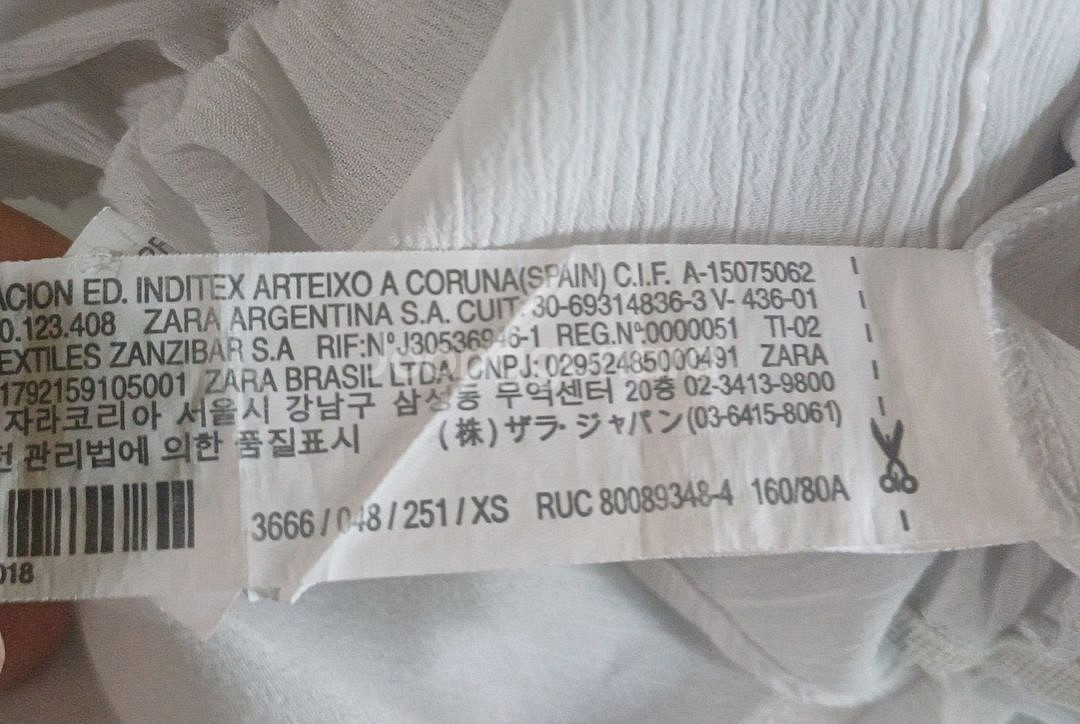 ACION ED. INDITEX ARTEIXO A CORUNA(SPAIN) C.I.F. A-15075062
0.123.408 ZARA ARGENTINA S.A. CUIT 30-69314836-3 V- 436-01
EXTILES ZANZIBAR S.A RIF:NºJ30536946-1 REG.Nº:0000051 TI-02
1792159105001 ZARA BRASIL LTDA. CNPJ: 02952485000491 ZARA
자라코리아 서울시 강남구 삼성동 무역센터 20층 02-3413-9800
관리법에 의한 품질표시 (株)ザラ・ジャパン(03-6415-8061)
3666 / 048 / 251 / XS RUC 80089348-4 160/80A
018